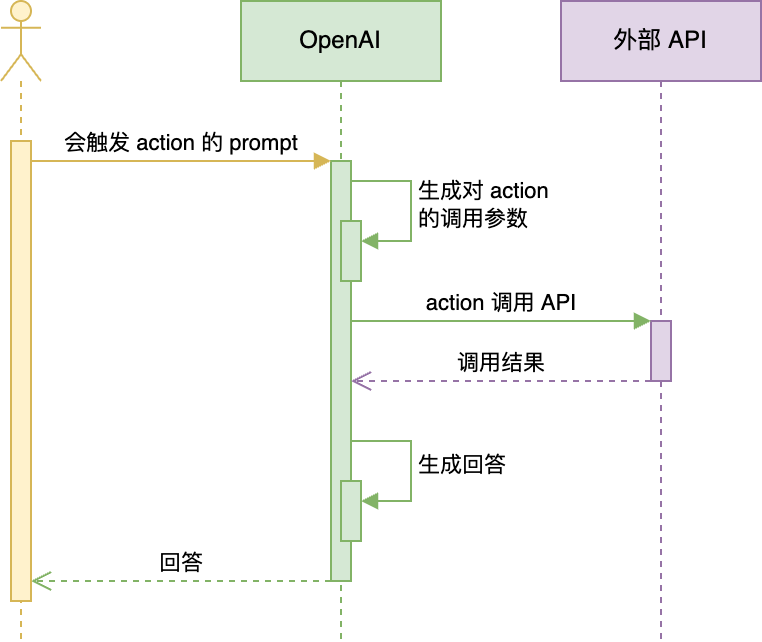 OpenAI
外部 API
会触发 action 的 prompt
生成对 action
的调用参数
action 调用 API
调用结果
生成回答
回答